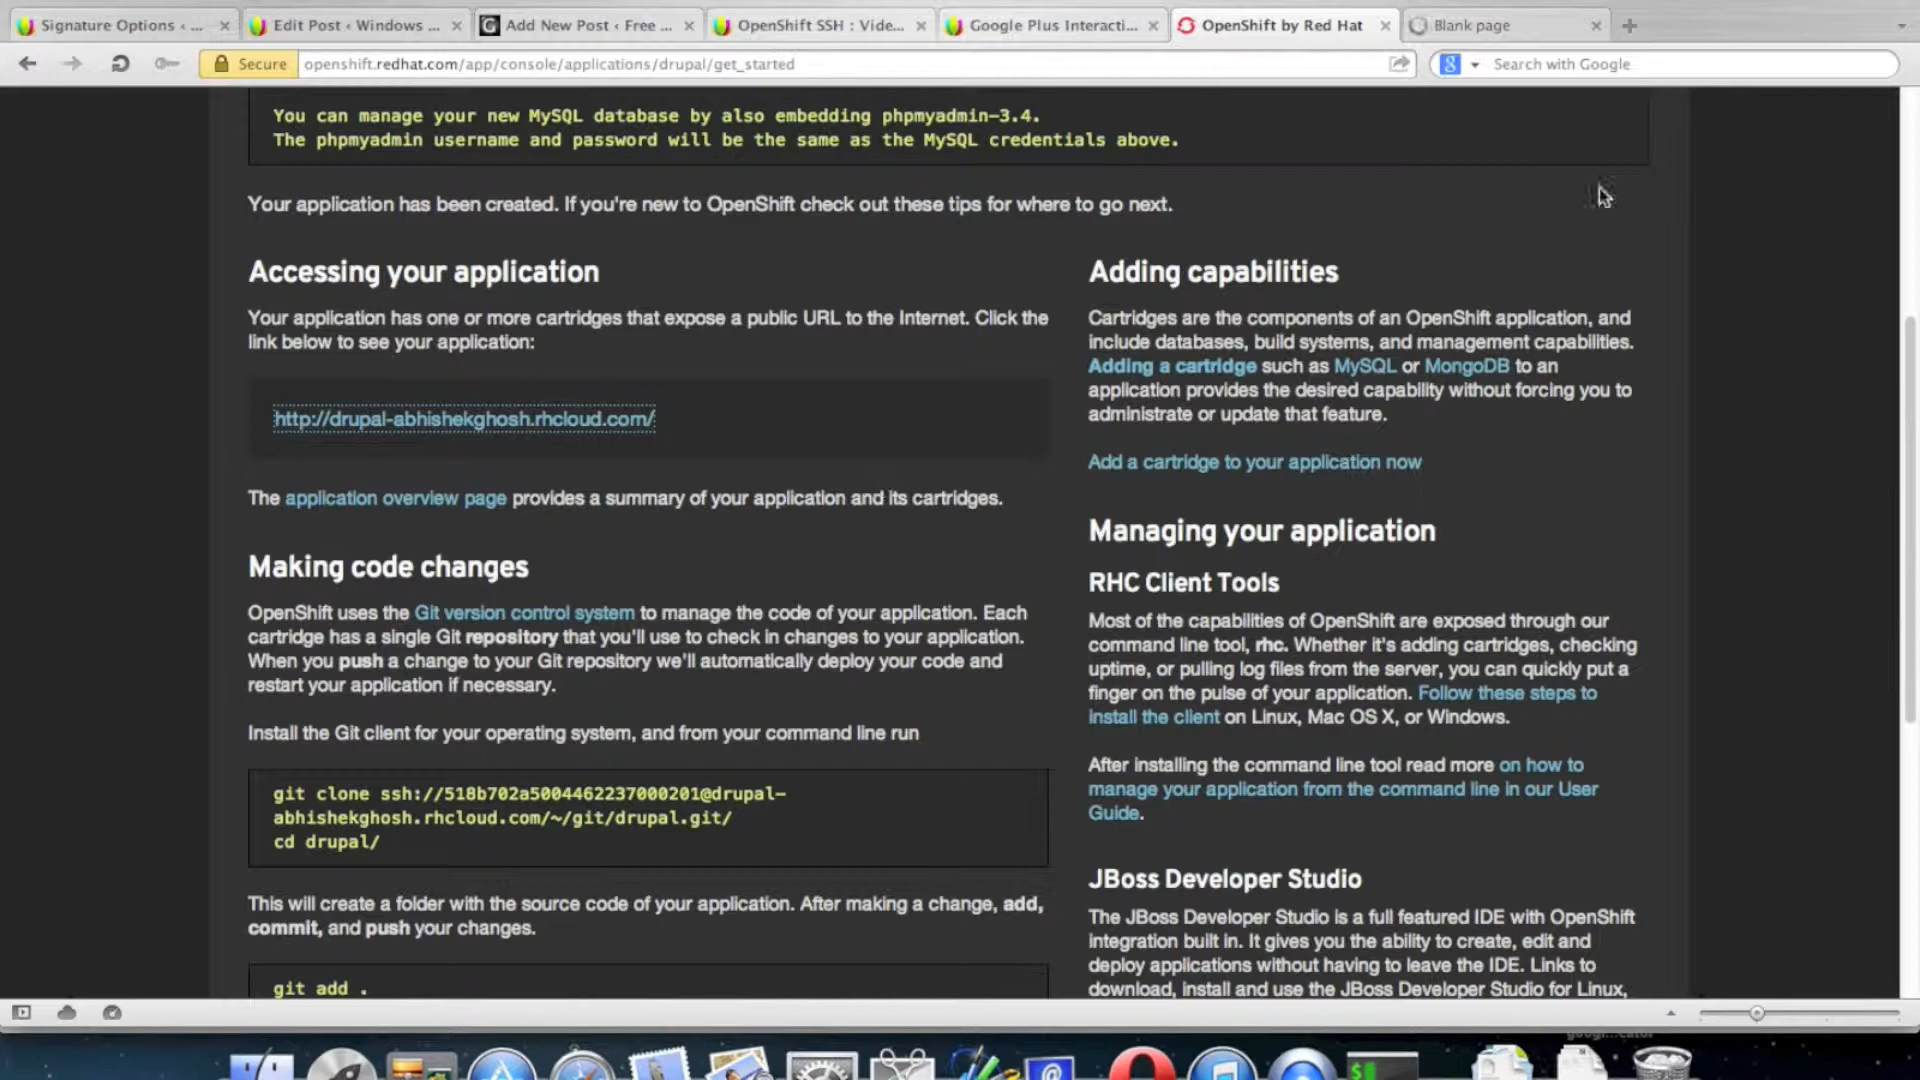 Signature Options ‹ ...
Edit Post ‹ Windows ...
Add New Post ‹ Free ...
OpenShift SSH : Vide...
Google Plus Interacti...
OpenShift by Red Hat
Blank page
Secure
openshift.redhat.com/app/console/applications/drupal/get_started
Search with Google
You can manage your new MySQL database by also embedding phpmyadmin-3.4.
The phpmyadmin username and password will be the same as the MySQL credentials above.
Your application has been created. If you're new to OpenShift check out these tips for where to go next.
Accessing your application
Your application has one or more cartridges that expose a public URL to the Internet. Click the
link below to see your application:
http://drupal-abhishekghosh.rhcloud.com/
The application overview page provides a summary of your application and its cartridges.
Making code changes
OpenShift uses the Git version control system to manage the code of your application. Each
cartridge has a single Git repository that you'll use to check in changes to your application.
When you push a change to your Git repository we'll automatically deploy your code and
restart your application if necessary.
Install the Git client for your operating system, and from your command line run
git clone ssh://518b702a5004462237000201@drupal-
abhishekghosh.rhcloud.com/~/git/drupal.git/
cd drupal/
This will create a folder with the source code of your application. After making a change, add,
commit, and push your changes.
git add .
Adding capabilities
Cartridges are the components of an OpenShift application, and
include databases, build systems, and management capabilities.
Adding a cartridge such as MySQL or MongoDB to an
application provides the desired capability without forcing you to
administrate or update that feature.
Add a cartridge to your application now
Managing your application
RHC Client Tools
Most of the capabilities of OpenShift are exposed through our
command line tool, rhc. Whether it's adding cartridges, checking
uptime, or pulling log files from the server, you can quickly put a
finger on the pulse of your application. Follow these steps to
install the client on Linux, Mac OS X, or Windows.
After installing the command line tool read more on how to
manage your application from the command line in our User
Guide.
JBoss Developer Studio
The JBoss Developer Studio is a full featured IDE with OpenShift
integration built in. It gives you the ability to create, edit and
deploy applications without having to leave the IDE. Links to
download, install and use the JBoss Developer Studio for Linux,